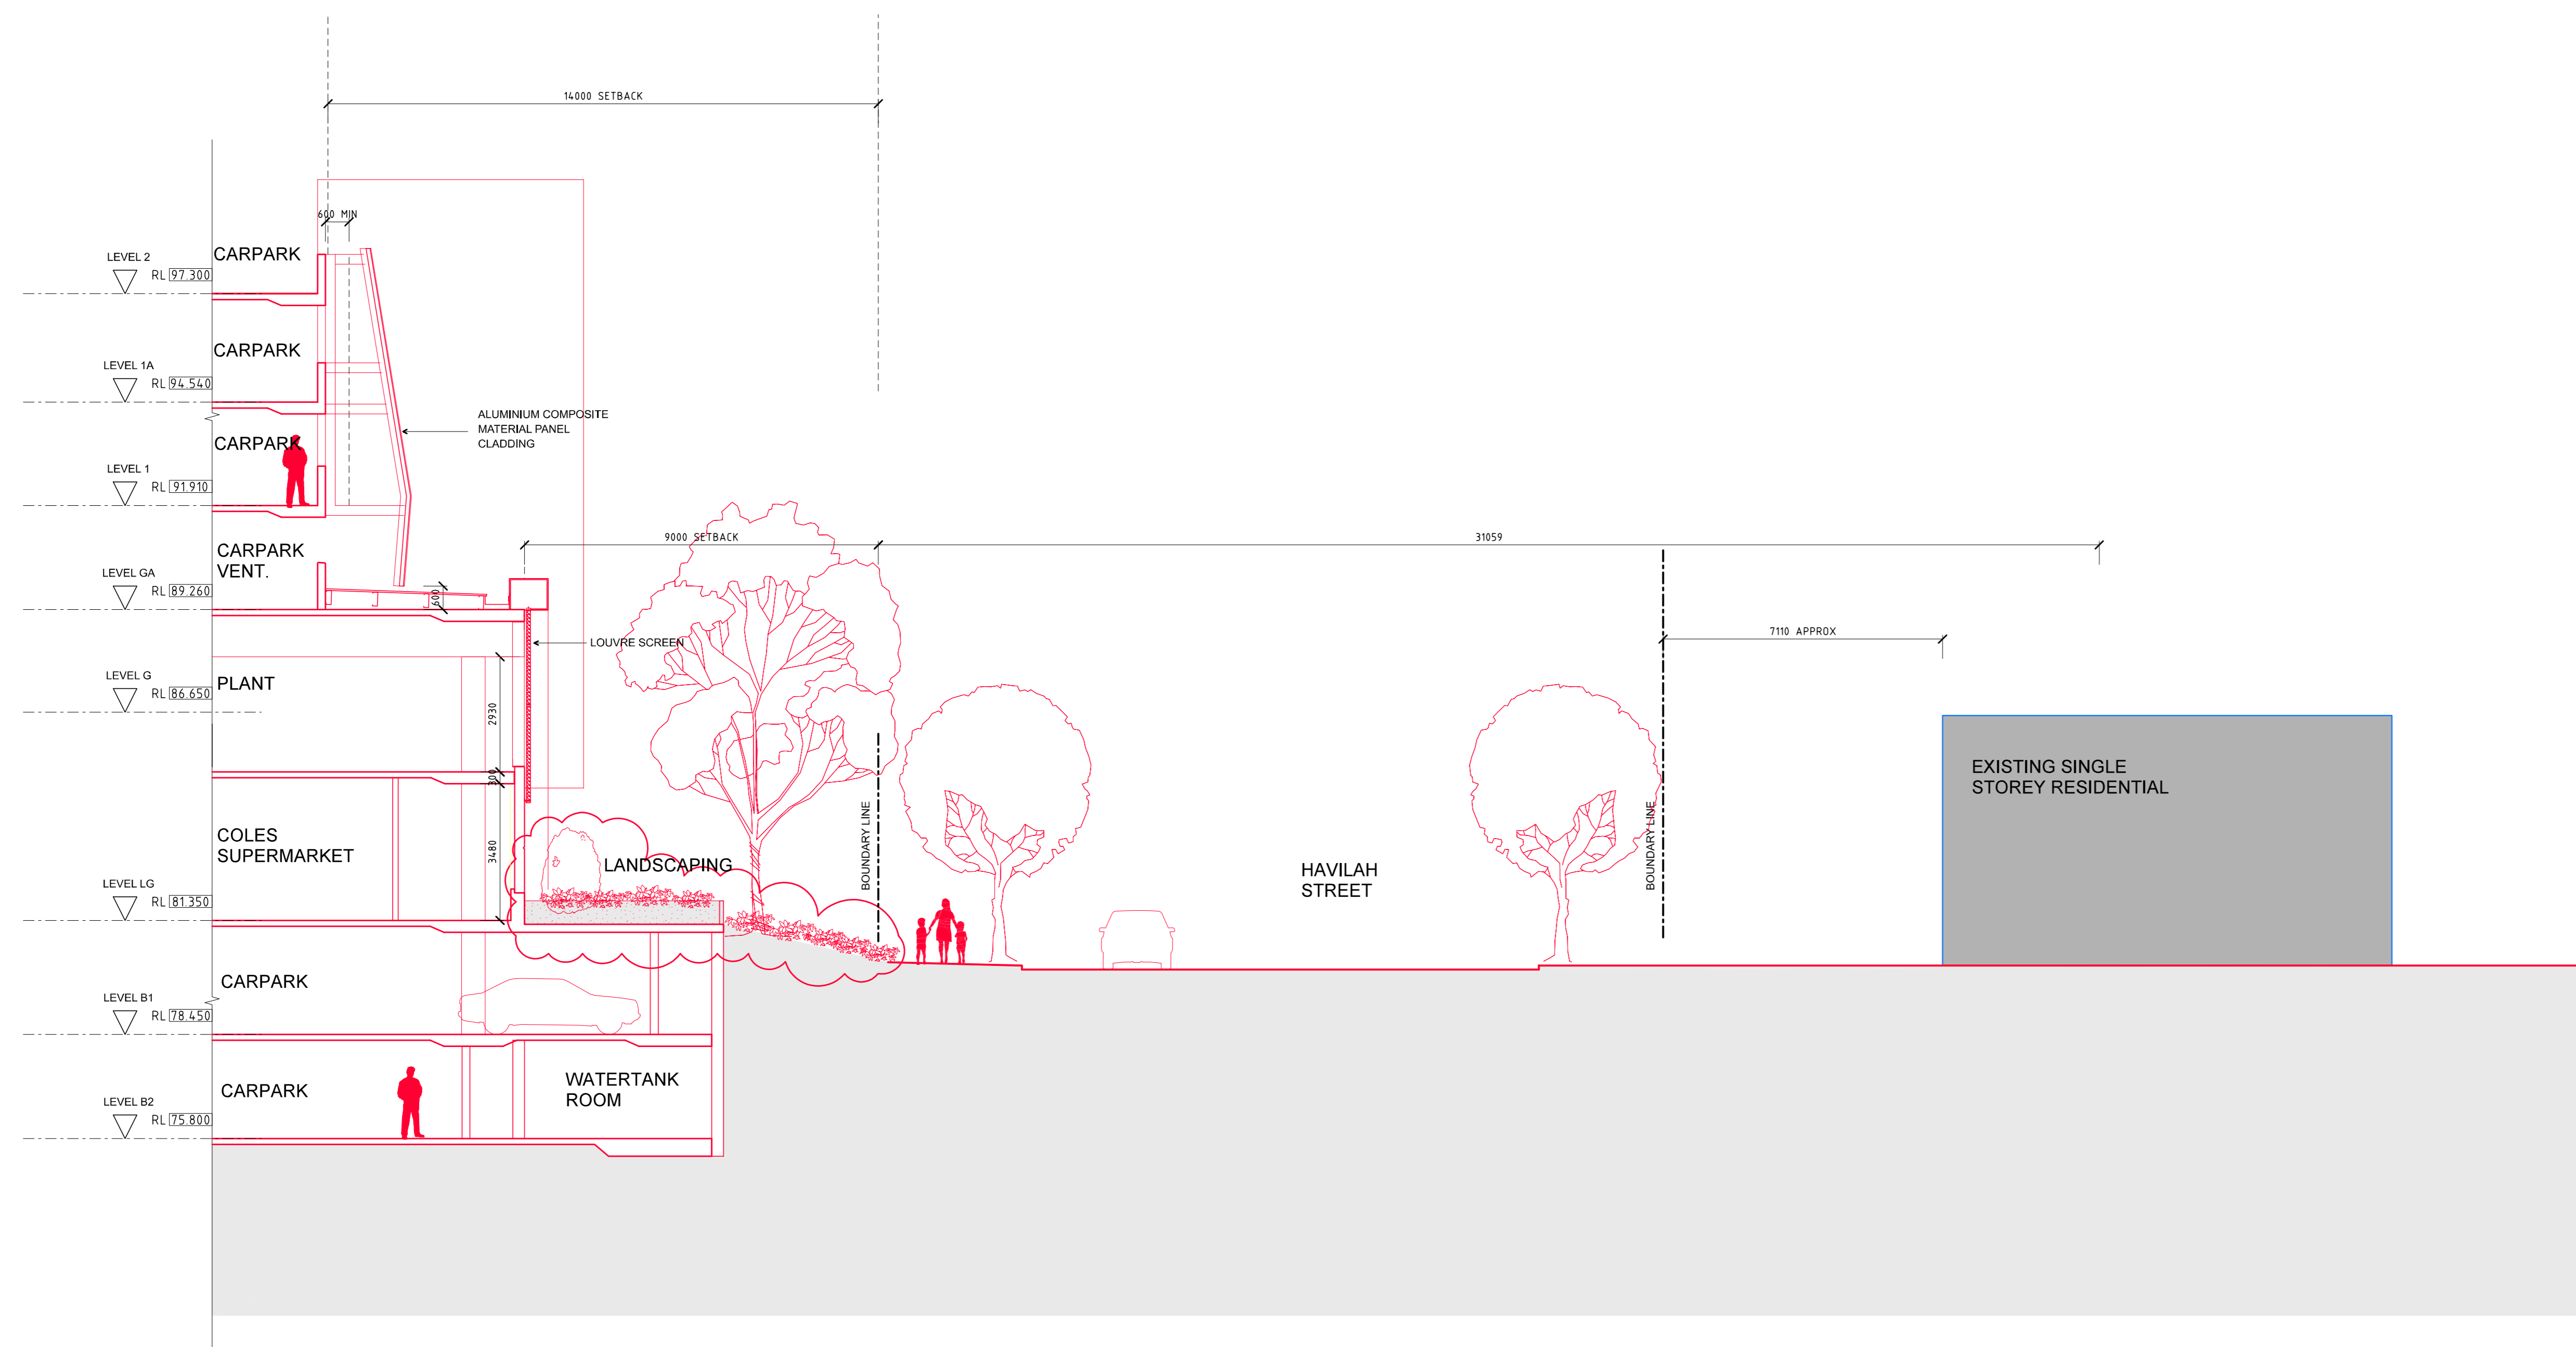 14000 SETBACK
600 MIN
LEVEL 2
RL 97.300
CARPARK
LEVEL 1A
RL 94.540
CARPARK
ALUMINIUM COMPOSITE
MATERIAL PANEL
CLADDING
LEVEL 1
RL 91.910
CARPARK
9000 SETBACK
31059
LEVEL GA
RL 89.260
CARPARK
VENT.
600
7110 APPROX
LOUVRE SCREEN
LEVEL G
RL 86.650
PLANT
2930
300
EXISTING SINGLE
STOREY RESIDENTIAL
COLES
SUPERMARKET
3480
LANDSCAPING
BOUNDARY LINE
HAVILAH
STREET
BOUNDARY LINE
LEVEL LG
RL 81.350
CARPARK
LEVEL B1
RL 78.450
CARPARK
WATERTANK
ROOM
LEVEL B2
RL 75.800